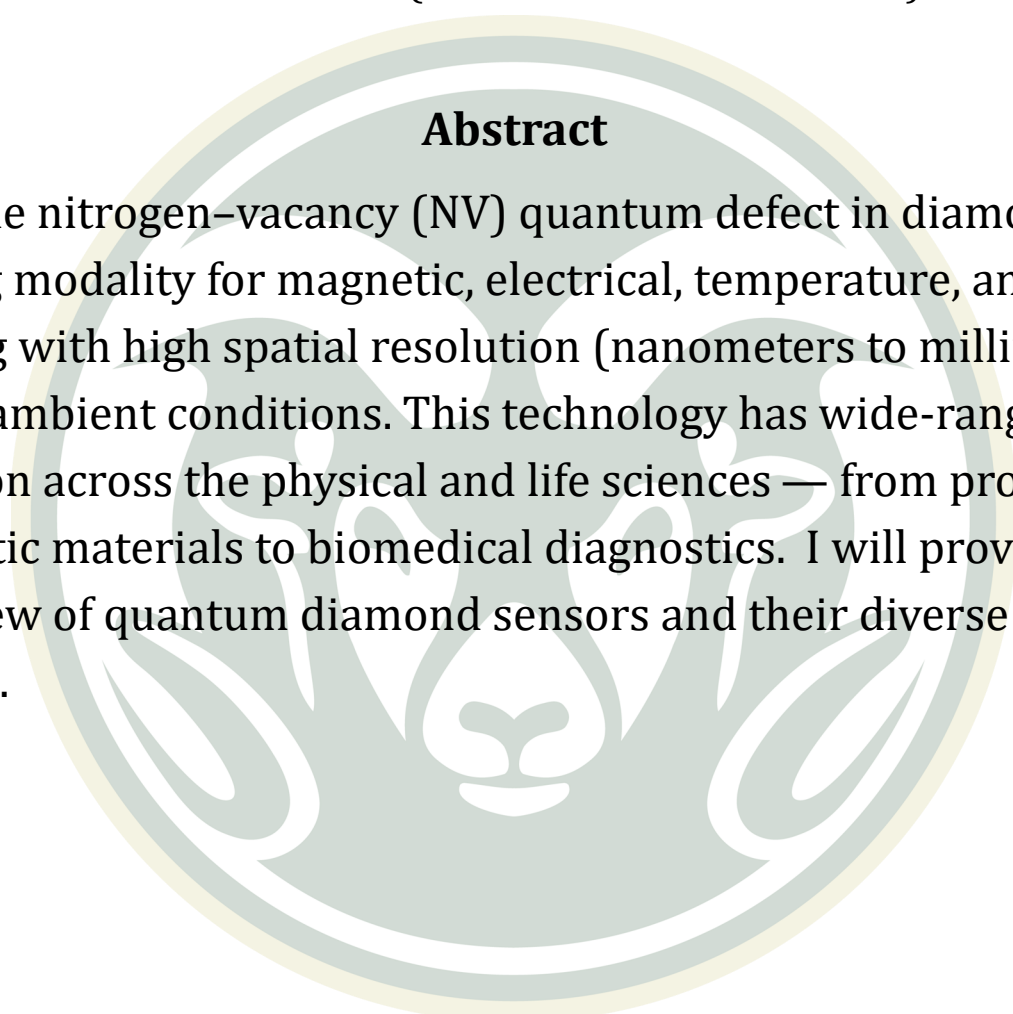 Abstract
e nitrogen–vacancy (NV) quantum defect in diamo
g modality for magnetic, electrical, temperature, an
g with high spatial resolution (nanometers to milli
ambient conditions. This technology has wide-rang
on across the physical and life sciences — from pro
tic materials to biomedical diagnostics.  I will prov
ew of quantum diamond sensors and their diverse
.